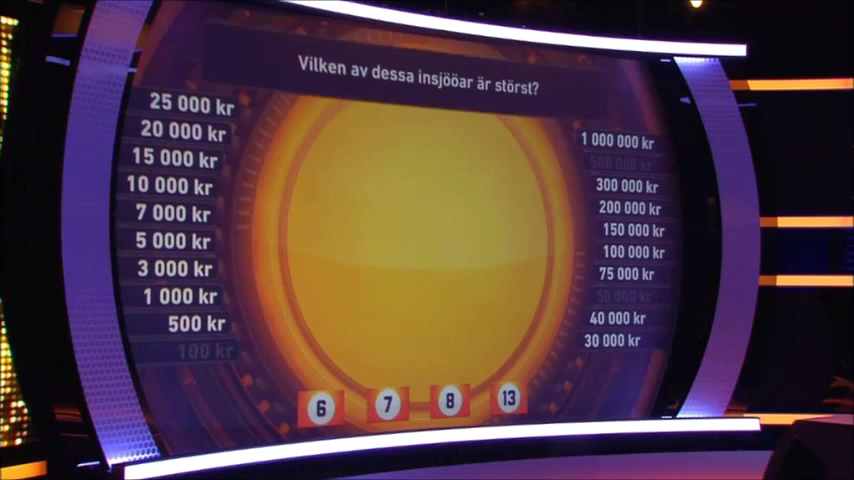 Vilken av dessa insjööar är störst?
25 000 kr
20 000 kr
15 000 kr
10 000 kr
7 000 kr
5 000 kr
3 000 kr
1 000 kr
500 kr
100 kr
1 000 000 kr
500 000 kr
300 000 kr
200 000 kr
150 000 kr
100 000 kr
75 000 kr
50 000 kr
40 000 kr
30 000 kr
6 7 8 13